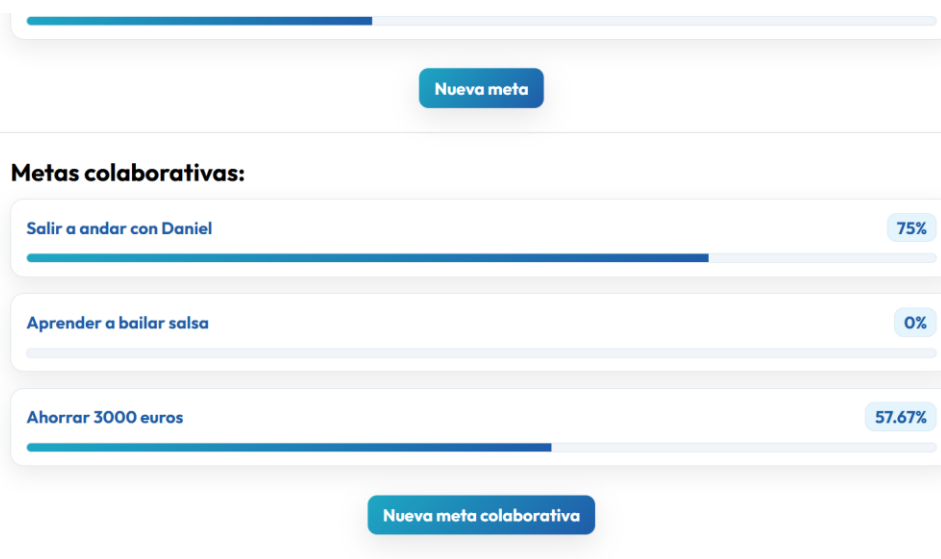 Nueva meta
Metas colaborativas:
Salir a andar con Daniel 75%
Aprender a bailar salsa 0%
Ahorrar 3000 euros 57.67%
Nueva meta colaborativa